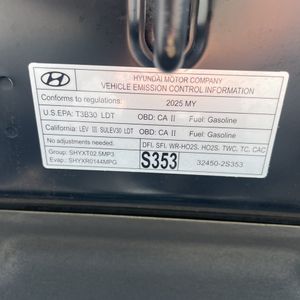 HYUNDAI MOTOR COMPANY
VEHICLE EMISSION CONTROL INFORMATION
Conforms to regulations: 2025 MY
U.S.EPA: T3B30 LDT OBD: CA II Fuel: Gasoline
California: LEV III SULEV30 LDT OBD: CA II Fuel: Gasoline
No adjustments needed. S353 DFI, SFI, WR-HO2S, HO2S, TWC, TC, CAC
Group: SHYXT02.5MP3
Evap: SHYXR0144MPG 32450-2S353